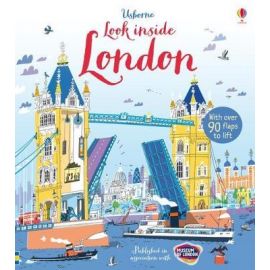 Usborne
Look inside
London
With over
90 flaps
to lift
Published in
association with
MUSEUM OF LONDON